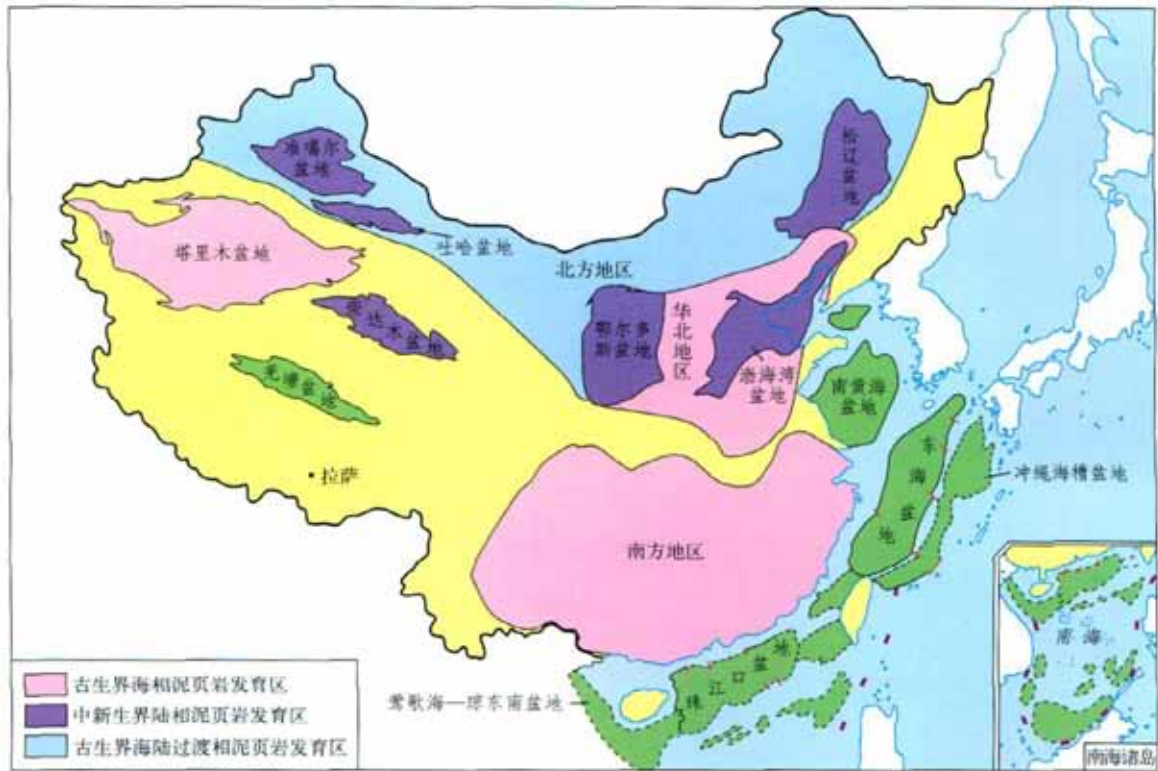 准噶尔
盆地
松辽盆地
塔里木盆地
吐哈盆地
北方地区
柴达木盆地
鄂尔多
斯盆地
华北地区
渤海湾
盆地
羌塘盆地
南黄海
盆地
拉萨
东海盆地
冲绳海槽盆地
南方地区
珠江口盆地
莺歌海—琼东南盆地
南海
南海诸岛
古生界海相泥页岩发育区
中新生界陆相泥页岩发育区
古生界海陆过渡相泥页岩发育区